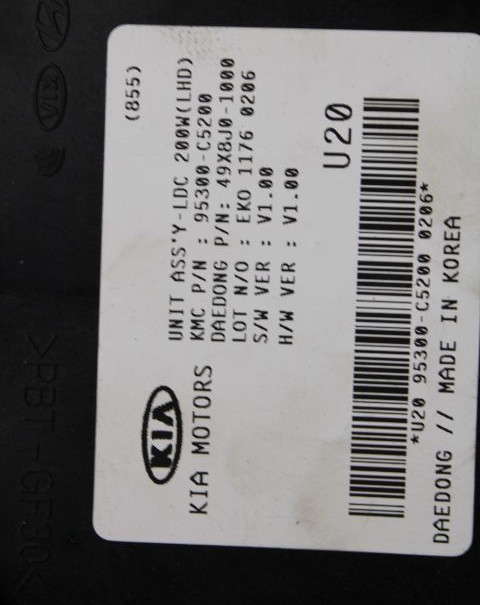 (855)
UNIT ASS'Y-LDC 200W(LHD)
KMC P/N : 95300-C5200
DAEDONG P/N: 49X8J0-1000
LOT N/O : EKO 1176 0206
S/W VER : V1.00
H/W VER : V1.00
KIA
KIA MOTORS
U20
*U20 95300-C5200 0206*
DAEDONG // MADE IN KOREA
KIA
>PBT-GF30<